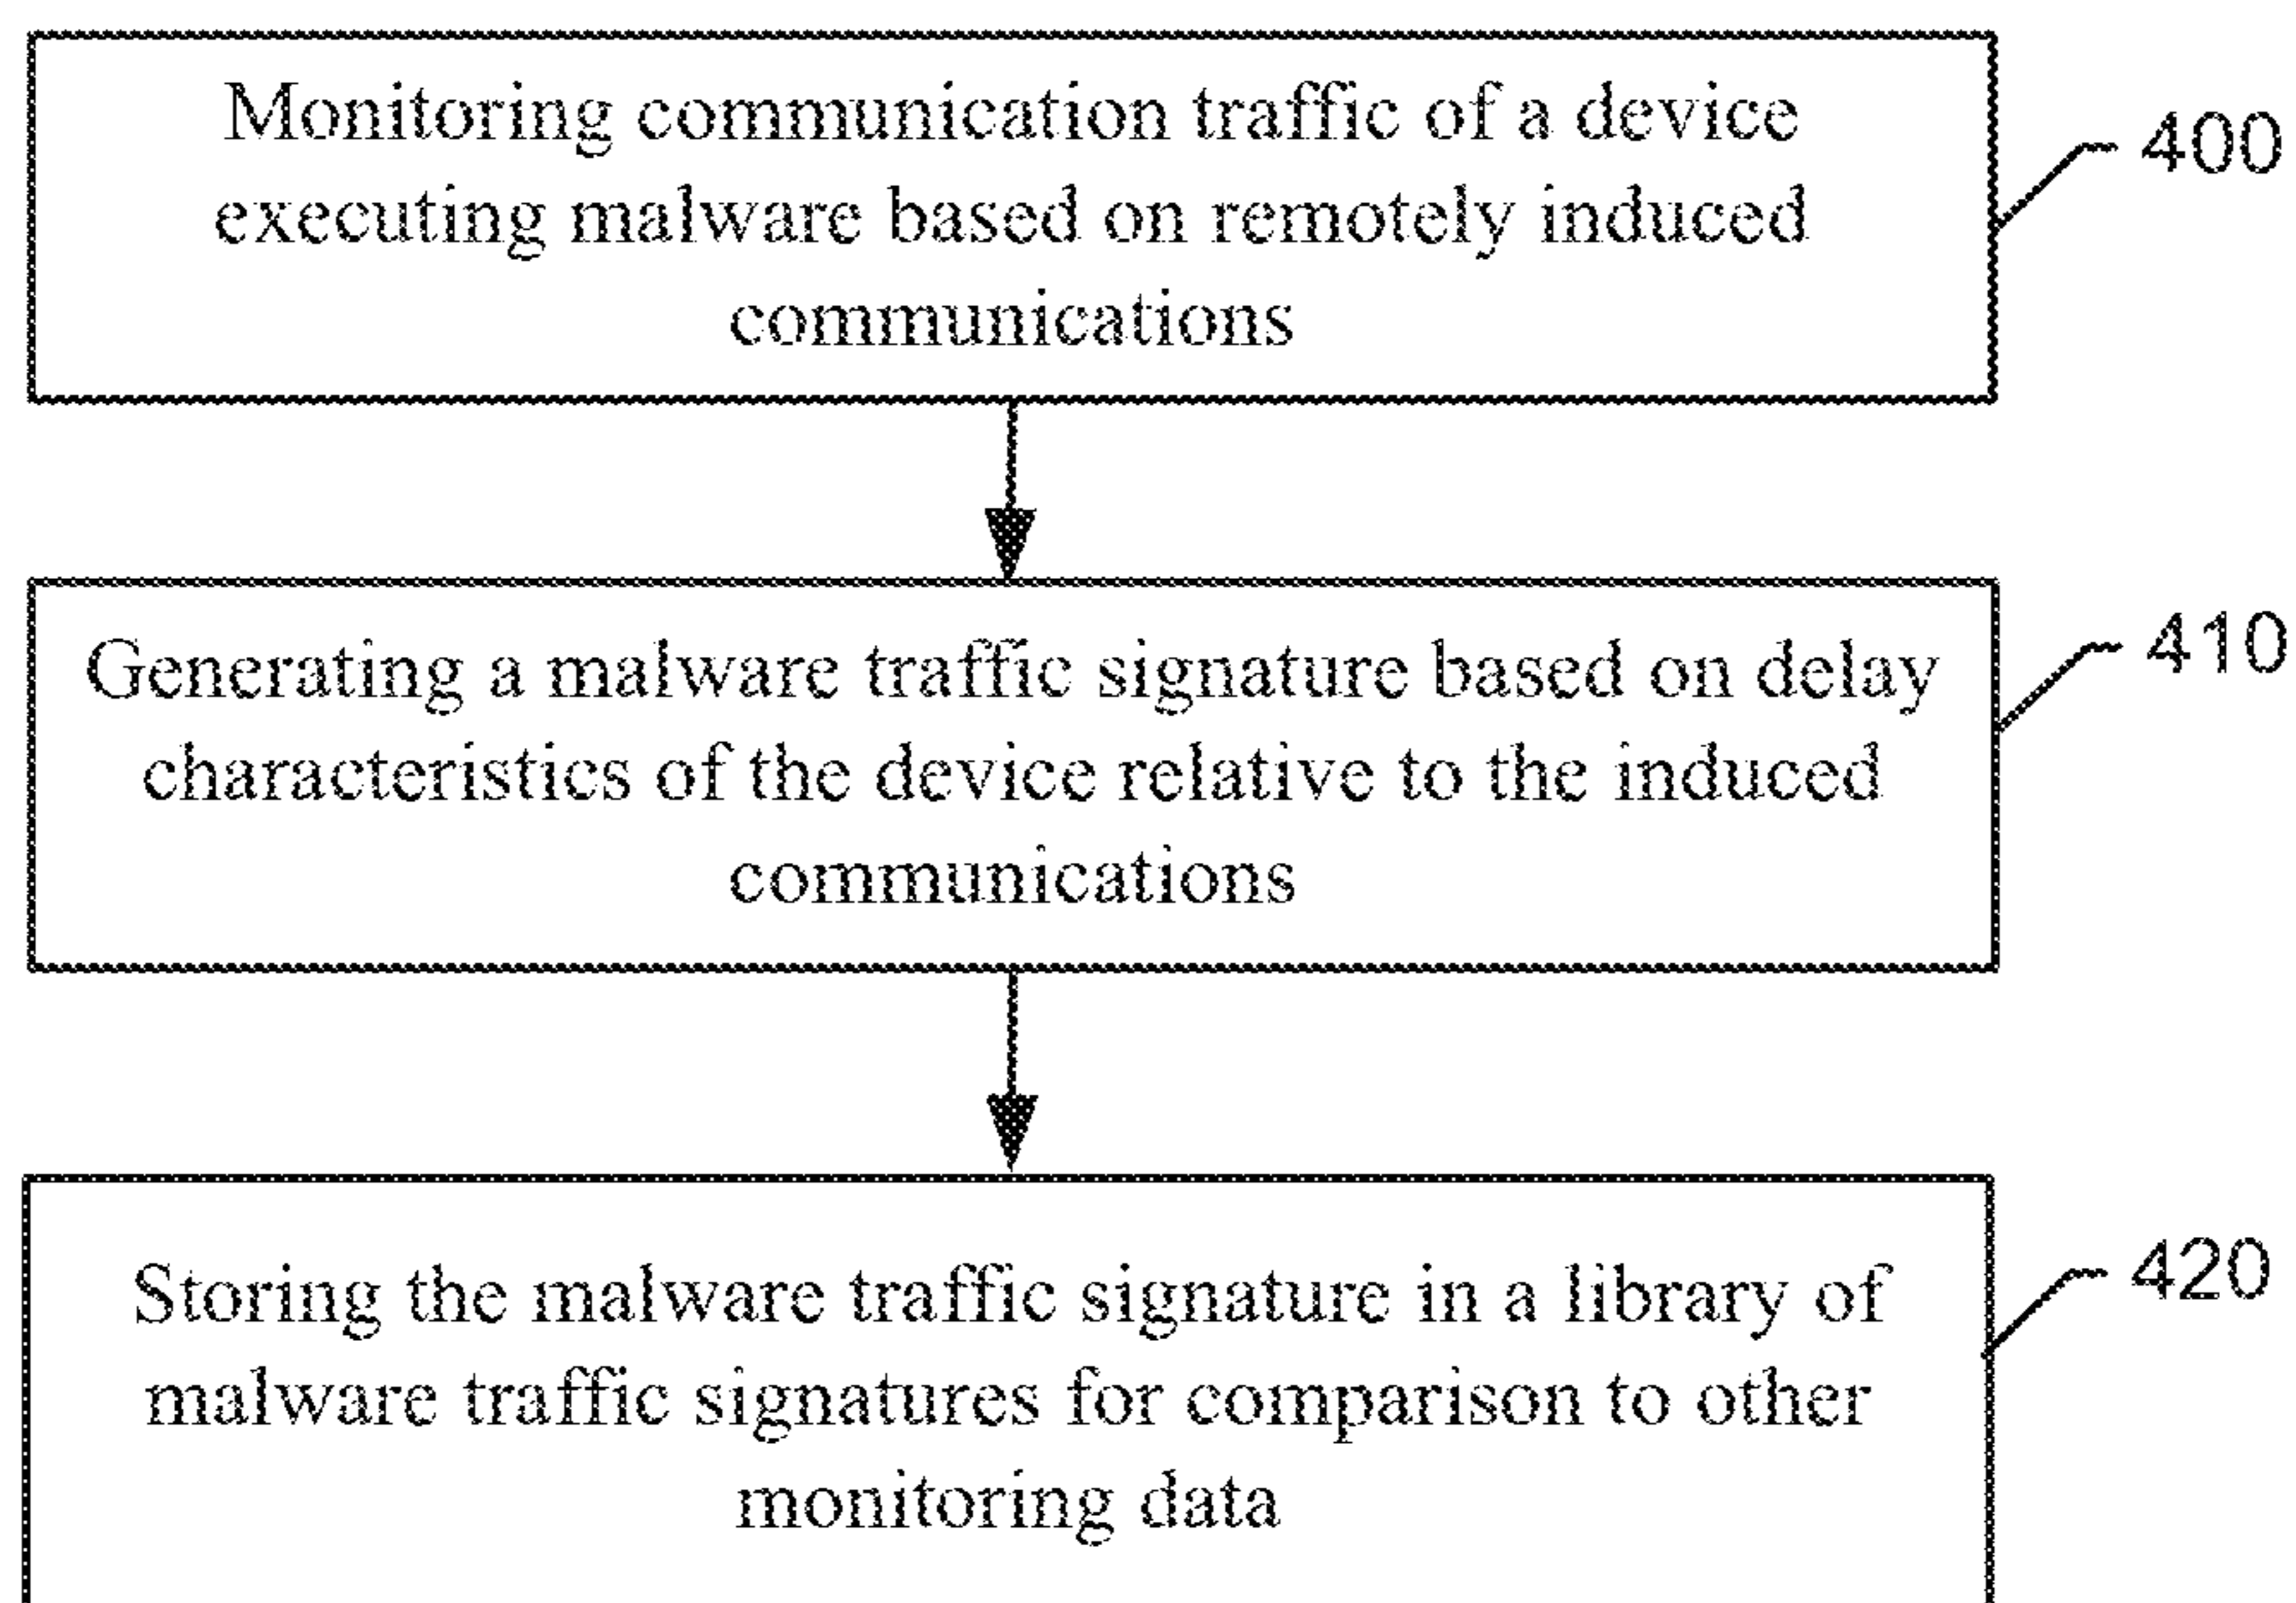 Monitoring communication traffic of a device
executing malware based on remotely induced
communications
400
Generating a malware traffic signature based on delay
characteristics of the device relative to the induced
communications
410
Storing the malware traffic signature in a library of
malware traffic signatures for comparison to other
monitoring data
420